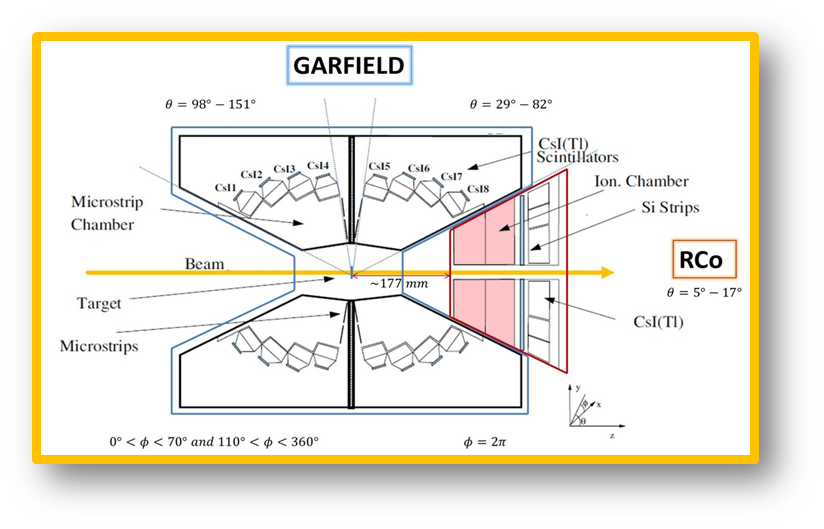 GARFIELD
θ = 98° − 151°
θ = 29° − 82°
CsI(Tl)
Scintillators
CsI1
CsI2
CsI3
CsI4
CsI5
CsI6
CsI7
CsI8
Ion. Chamber
Si Strips
Microstrip
Chamber
Beam
RCo
θ = 5° − 17°
~177 mm
Target
Microstrips
CsI(Tl)
y
ϕ
x
θ
z
0° < ϕ < 70° and 110° < ϕ < 360°
ϕ = 2π